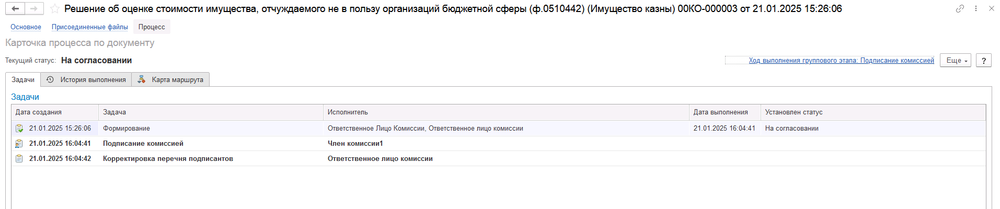 Решение об оценке стоимости имущества, отчуждаемого не в пользу организаций бюджетной сферы (ф.0510442) (Имущество казны) 00КО-000003 от 21.01.2025 15:26:06
Основное Присоединенные файлы Процесс
Карточка процесса по документу
Текущий статус: На согласовании Ход выполнения группового этапа: Подписание комиссией Еще ?
Задачи История выполнения Карта маршрута
Задачи
Дата создания Задача Исполнитель Дата выполнения Установлен статус
21.01.2025 15:26:06 Формирование Ответственное Лицо Комиссии, Ответственное лицо комиссии 21.01.2025 16:04:41 На согласовании
21.01.2025 16:04:41 Подписание комиссией Член комиссии1
21.01.2025 16:04:42 Корректировка перечня подписантов Ответственное лицо комиссии